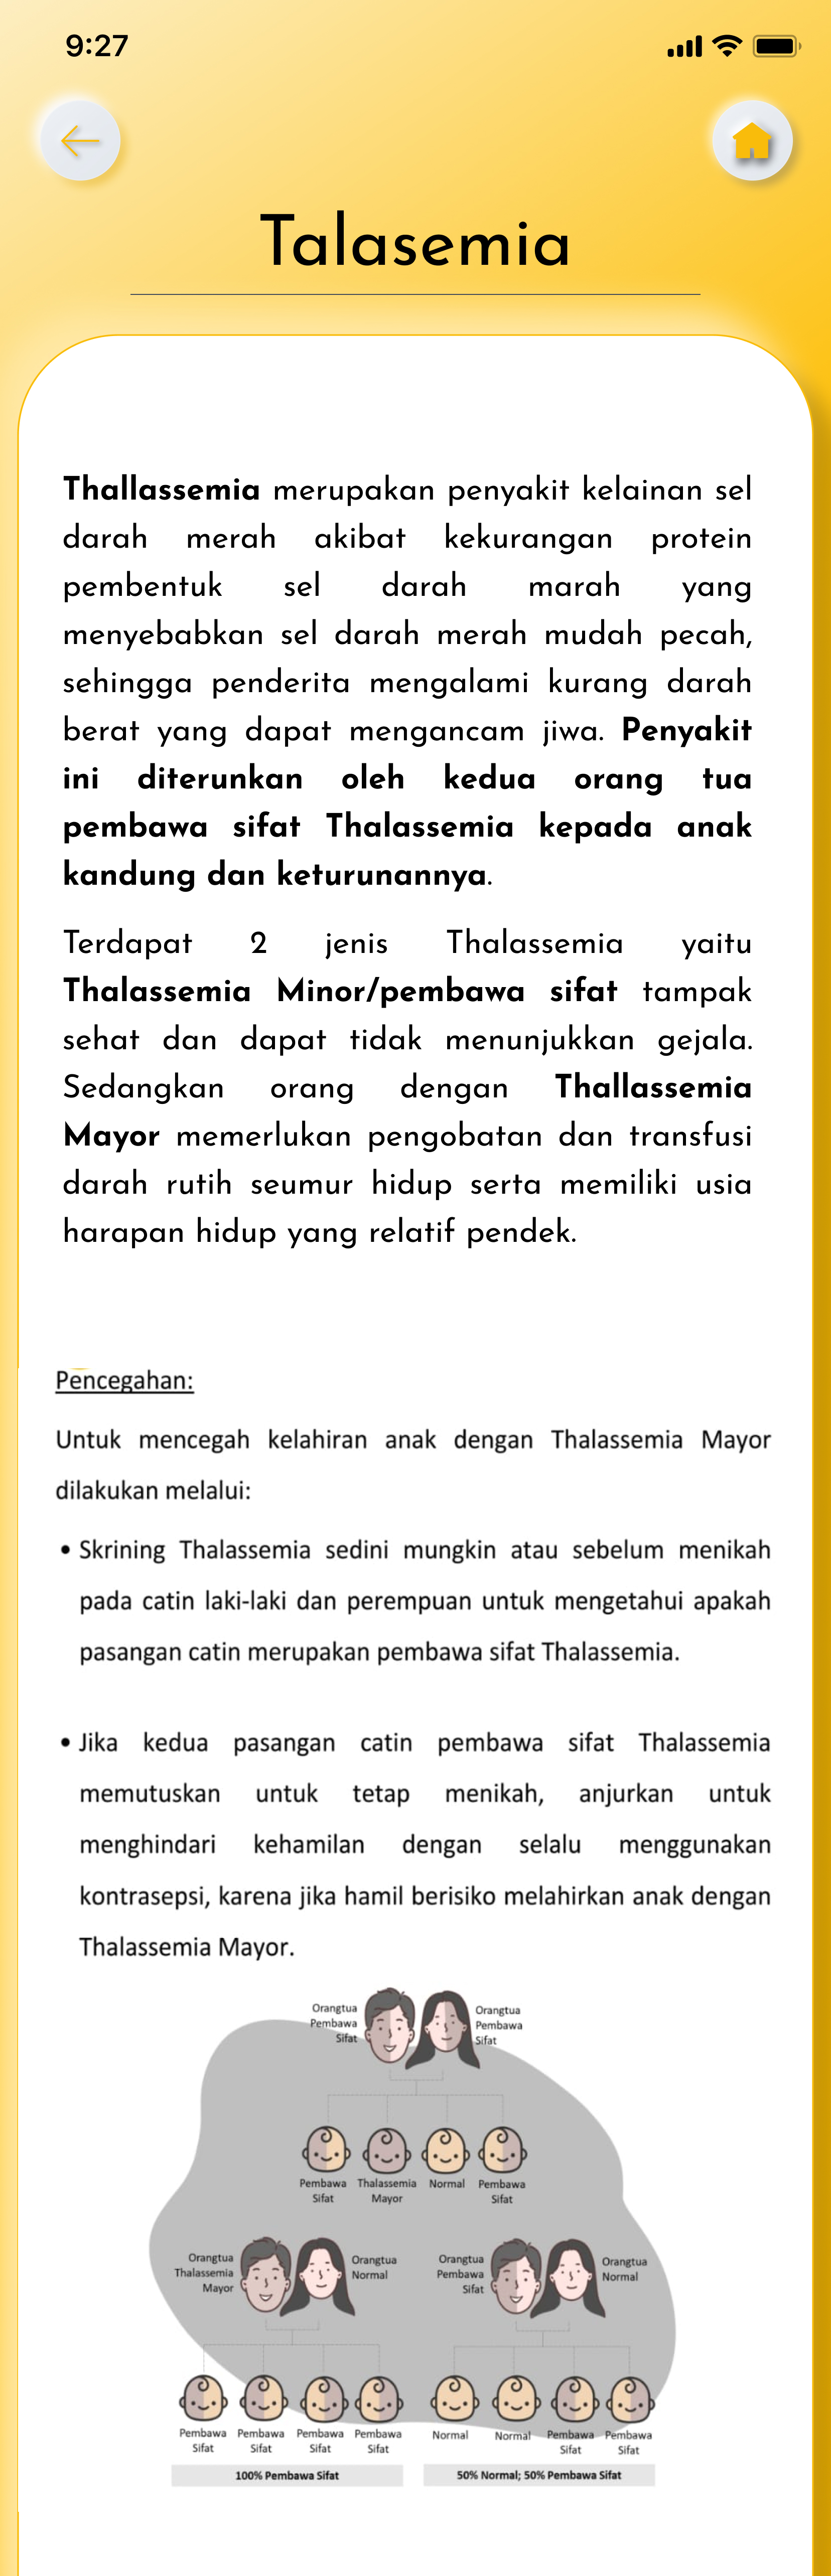 9:27
Talasemia
Thallassemia merupakan penyakit kelainan sel
darah merah akibat kekurangan protein
pembentuk sel darah marah yang
menyebabkan sel darah merah mudah pecah,
sehingga penderita mengalami kurang darah
berat yang dapat mengancam jiwa. Penyakit
ini diterunkan oleh kedua orang tua
pembawa sifat Thalassemia kepada anak
kandung dan keturunannya.
Terdapat 2 jenis Thalassemia yaitu
Thalassemia Minor/pembawa sifat tampak
sehat dan dapat tidak menunjukkan gejala.
Sedangkan orang dengan Thallassemia
Mayor memerlukan pengobatan dan transfusi
darah rutih seumur hidup serta memiliki usia
harapan hidup yang relatif pendek.
Pencegahan:
Untuk mencegah kelahiran anak dengan Thalassemia Mayor
dilakukan melalui:
• Skrining Thalassemia sedini mungkin atau sebelum menikah
pada catin laki-laki dan perempuan untuk mengetahui apakah
pasangan catin merupakan pembawa sifat Thalassemia.
• Jika kedua pasangan catin pembawa sifat Thalassemia
memutuskan untuk tetap menikah, anjurkan untuk
menghindari kehamilan dengan selalu menggunakan
kontrasepsi, karena jika hamil berisiko melahirkan anak dengan
Thalassemia Mayor.
Orangtua
Pembawa
Sifat
Orangtua
Pembawa
Sifat
Pembawa
Sifat
Thalassemia
Mayor
Normal
Pembawa
Sifat
Orangtua
Thalassemia
Mayor
Orangtua
Normal
Orangtua
Pembawa
Sifat
Orangtua
Normal
Pembawa
Sifat
Pembawa
Sifat
Pembawa
Sifat
Pembawa
Sifat
Normal
Normal
Pembawa
Sifat
Pembawa
Sifat
100% Pembawa Sifat
50% Normal; 50% Pembawa Sifat